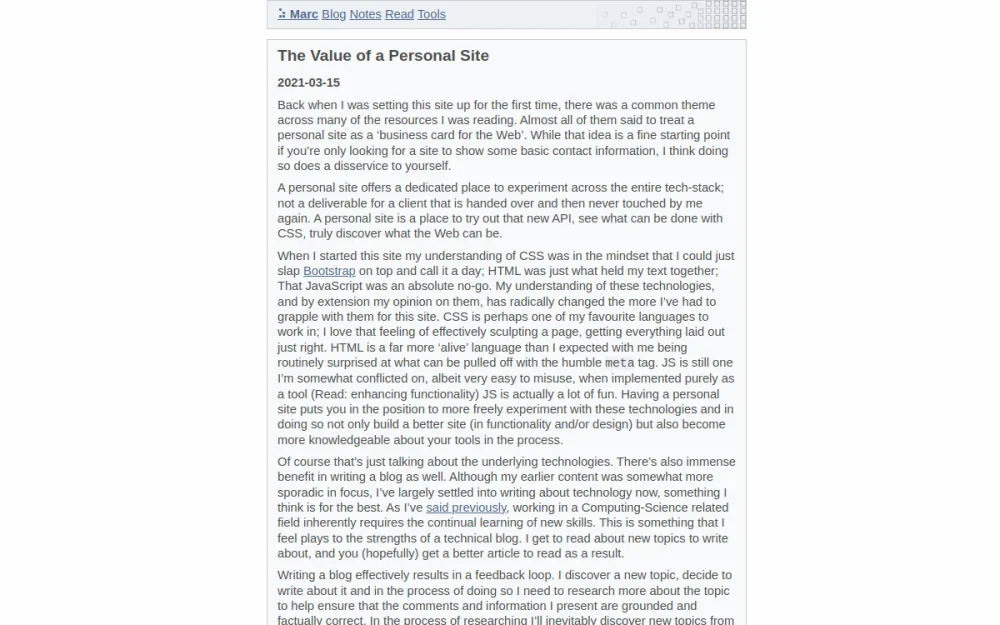 Marc Blog Notes Read Tools
The Value of a Personal Site
2021-03-15
Back when I was setting this site up for the first time, there was a common theme
across many of the resources I was reading. Almost all of them said to treat a
personal site as a ‘business card for the Web’. While that idea is a fine starting point
if you’re only looking for a site to show some basic contact information, I think doing
so does a disservice to yourself.
A personal site offers a dedicated place to experiment across the entire tech-stack;
not a deliverable for a client that is handed over and then never touched by me
again. A personal site is a place to try out that new API, see what can be done with
CSS, truly discover what the Web can be.
When I started this site my understanding of CSS was in the mindset that I could just
slap Bootstrap on top and call it a day; HTML was just what held my text together;
That JavaScript was an absolute no-go. My understanding of these technologies,
and by extension my opinion on them, has radically changed the more I’ve had to
grapple with them for this site. CSS is perhaps one of my favourite languages to
work in; I love that feeling of effectively sculpting a page, getting everything laid out
just right. HTML is a far more ‘alive’ language than I expected with me being
routinely surprised at what can be pulled off with the humble meta tag. JS is still one
I’m somewhat conflicted on, albeit very easy to misuse, when implemented purely as
a tool (Read: enhancing functionality) JS is actually a lot of fun. Having a personal
site puts you in the position to more freely experiment with these technologies and in
doing so not only build a better site (in functionality and/or design) but also become
more knowledgeable about your tools in the process.
Of course that’s just talking about the underlying technologies. There’s also immense
benefit in writing a blog as well. Although my earlier content was somewhat more
sporadic in focus, I’ve largely settled into writing about technology now, something I
think is for the best. As I’ve said previously, working in a Computing-Science related
field inherently requires the continual learning of new skills. This is something that I
feel plays to the strengths of a technical blog. I get to read about new topics to write
about, and you (hopefully) get a better article to read as a result.
Writing a blog effectively results in a feedback loop. I discover a new topic, decide to
write about it and in the process of doing so I need to research more about the topic
to help ensure that the comments and information I present are grounded and
factually correct. In the process of researching I’ll inevitably discover new topics from